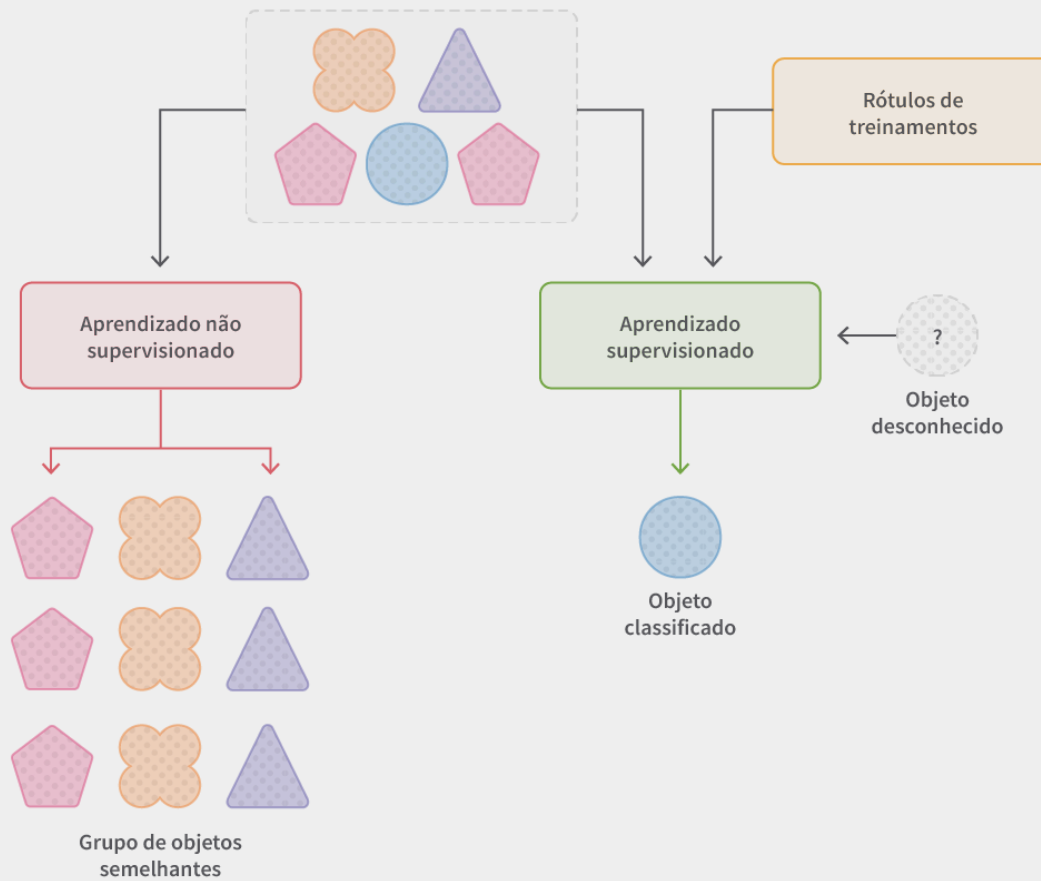 Rótulos de
treinamentos
Aprendizado não
supervisionado
Aprendizado
supervisionado
?
Objeto
desconhecido
Objeto
classificado
Grupo de objetos
semelhantes